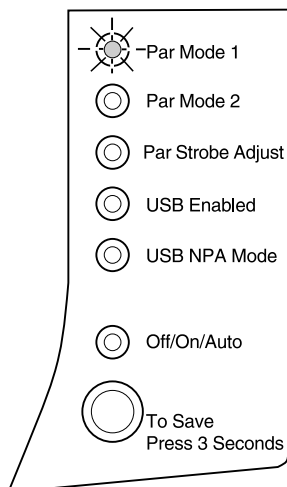 Par Mode 1
Par Mode 2
Par Strobe Adjust
USB Enabled
USB NPA Mode
Off/On/Auto
To Save
Press 3 Seconds